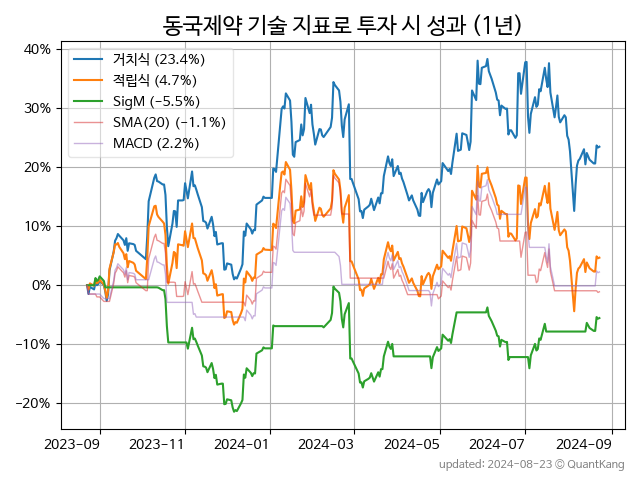 동국제약 기술 지표로 투자 시 성과 (1년)
40%
30%
20%
10%
0%
−10%
−20%
거치식 (23.4%)
적립식 (4.7%)
SigM (−5.5%)
SMA(20) (−1.1%)
MACD (2.2%)
2023-09
2023-11
2024-01
2024-03
2024-05
2024-07
2024-09
updated: 2024-08-23 © QuantKang